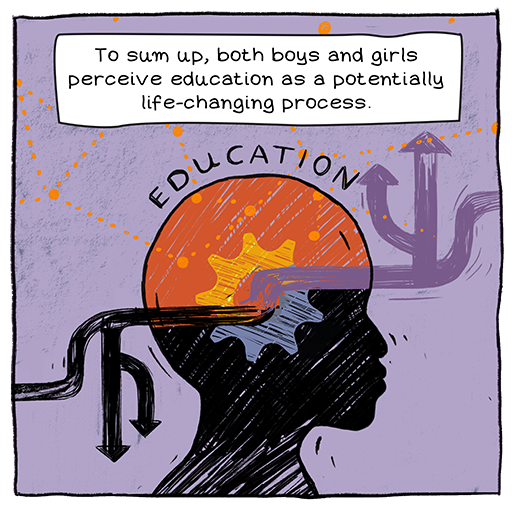 To sum up, both boys and girls
perceive education as a potentially
life-changing process.
EDUCATION